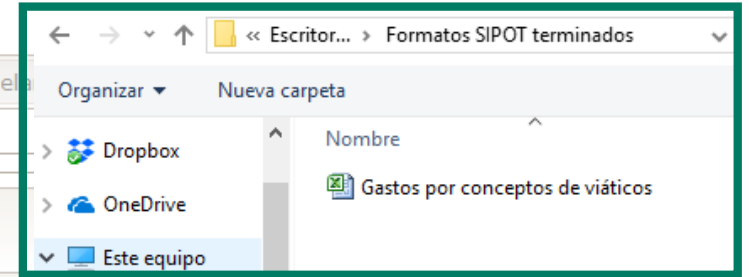 « Escritor... › Formatos SIPOT terminados
Organizar Nueva carpeta
Nombre
Dropbox
Gastos por conceptos de viáticos
OneDrive
Este equipo